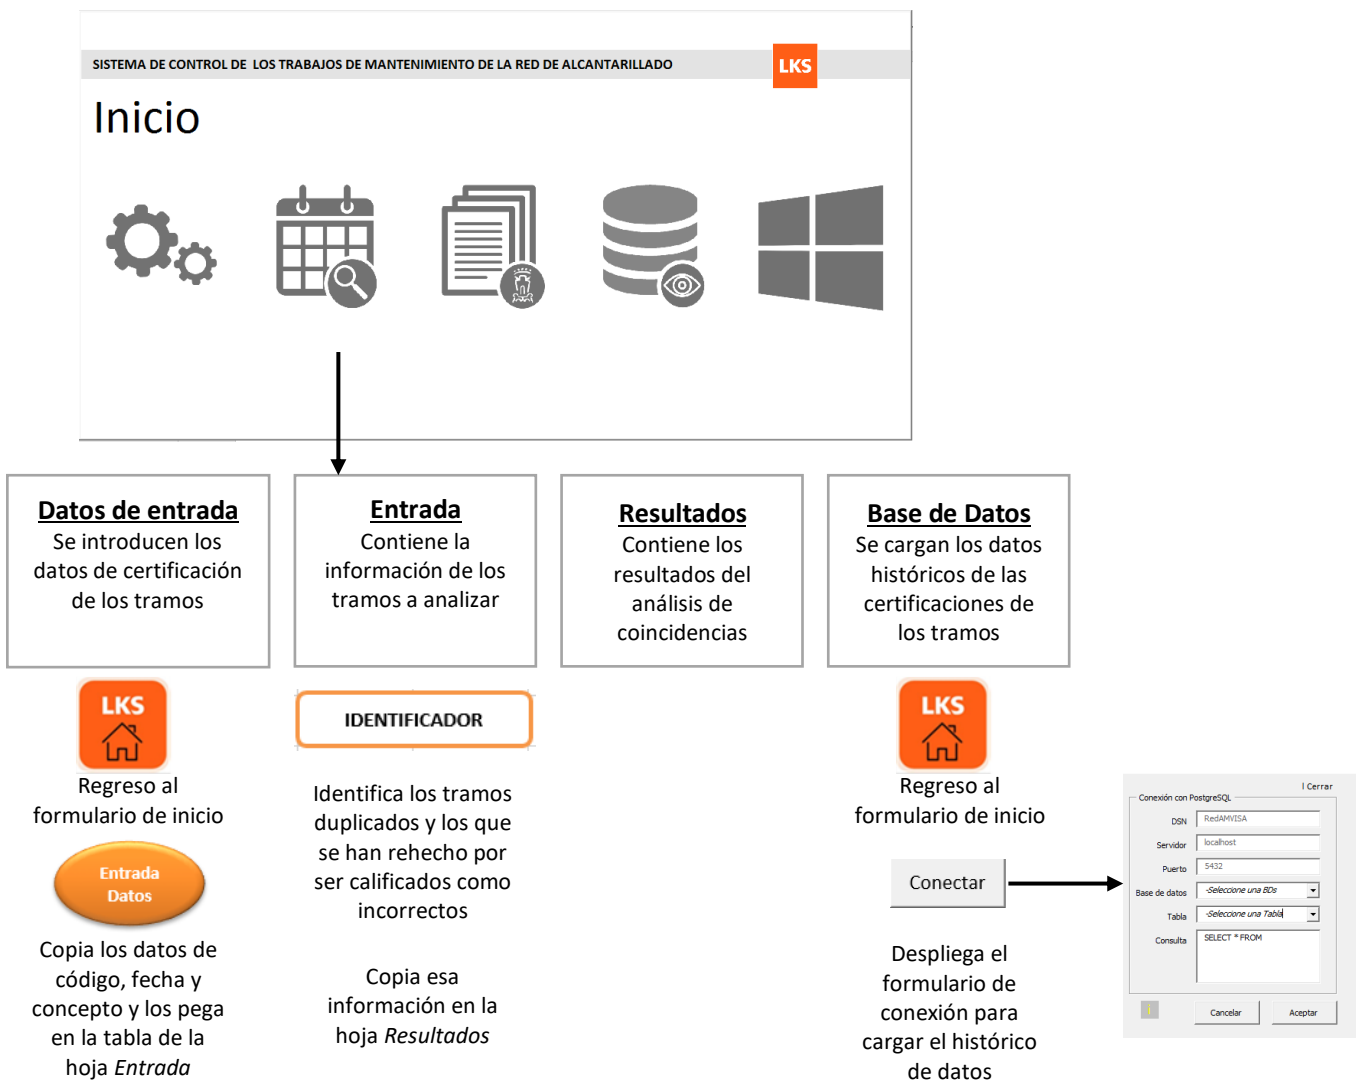 SISTEMA DE CONTROL DE LOS TRABAJOS DE MANTENIMIENTO DE LA RED DE ALCANTARILLADO
LKS
Inicio
Datos de entrada
Se introducen los
datos de certificación
de los tramos
Entrada
Contiene la
información de los
tramos a analizar
Resultados
Contiene los
resultados del
análisis de
coincidencias
Base de Datos
Se cargan los datos
históricos de las
certificaciones de
los tramos
LKS
Regreso al
formulario de inicio
Entrada
Datos
Copia los datos de
código, fecha y
concepto y los pega
en la tabla de la
hoja Entrada
IDENTIFICADOR
Identifica los tramos
duplicados y los que
se han rehecho por
ser calificados como
incorrectos
Copia esa
información en la
hoja Resultados
LKS
Regreso al
formulario de inicio
Conectar
Despliega el
formulario de
conexión para
cargar el histórico
de datos
| Cerrar
Conexión con PostgreSQL
DSN RedAMVISA
Servidor localhost
Puerto 5432
Base de datos -Seleccione una BDs
Tabla -Seleccione una Tabla
Consulta SELECT * FROM
i
Cancelar Aceptar